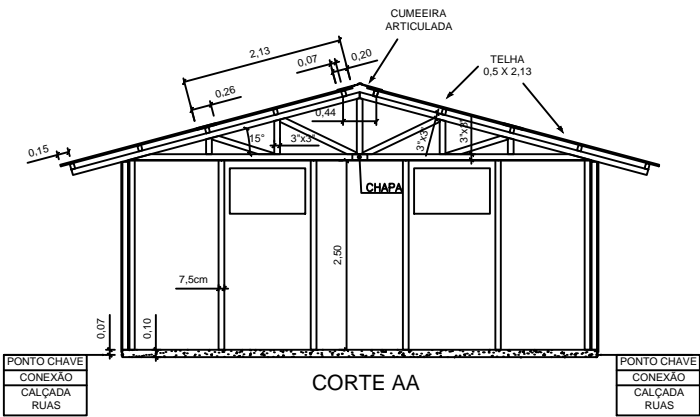 CUMEEIRA
ARTICULADA
2,13
0,07
0,20
TELHA
0,5 X 2,13
0,26
0,44
0,15
15°
3"x3"
3"x3"
3"x3"
CHAPA
2,50
7,5cm
0,07
0,10
PONTO CHAVE
CONEXÃO
CALÇADA
RUAS
CORTE AA
PONTO CHAVE
CONEXÃO
CALÇADA
RUAS